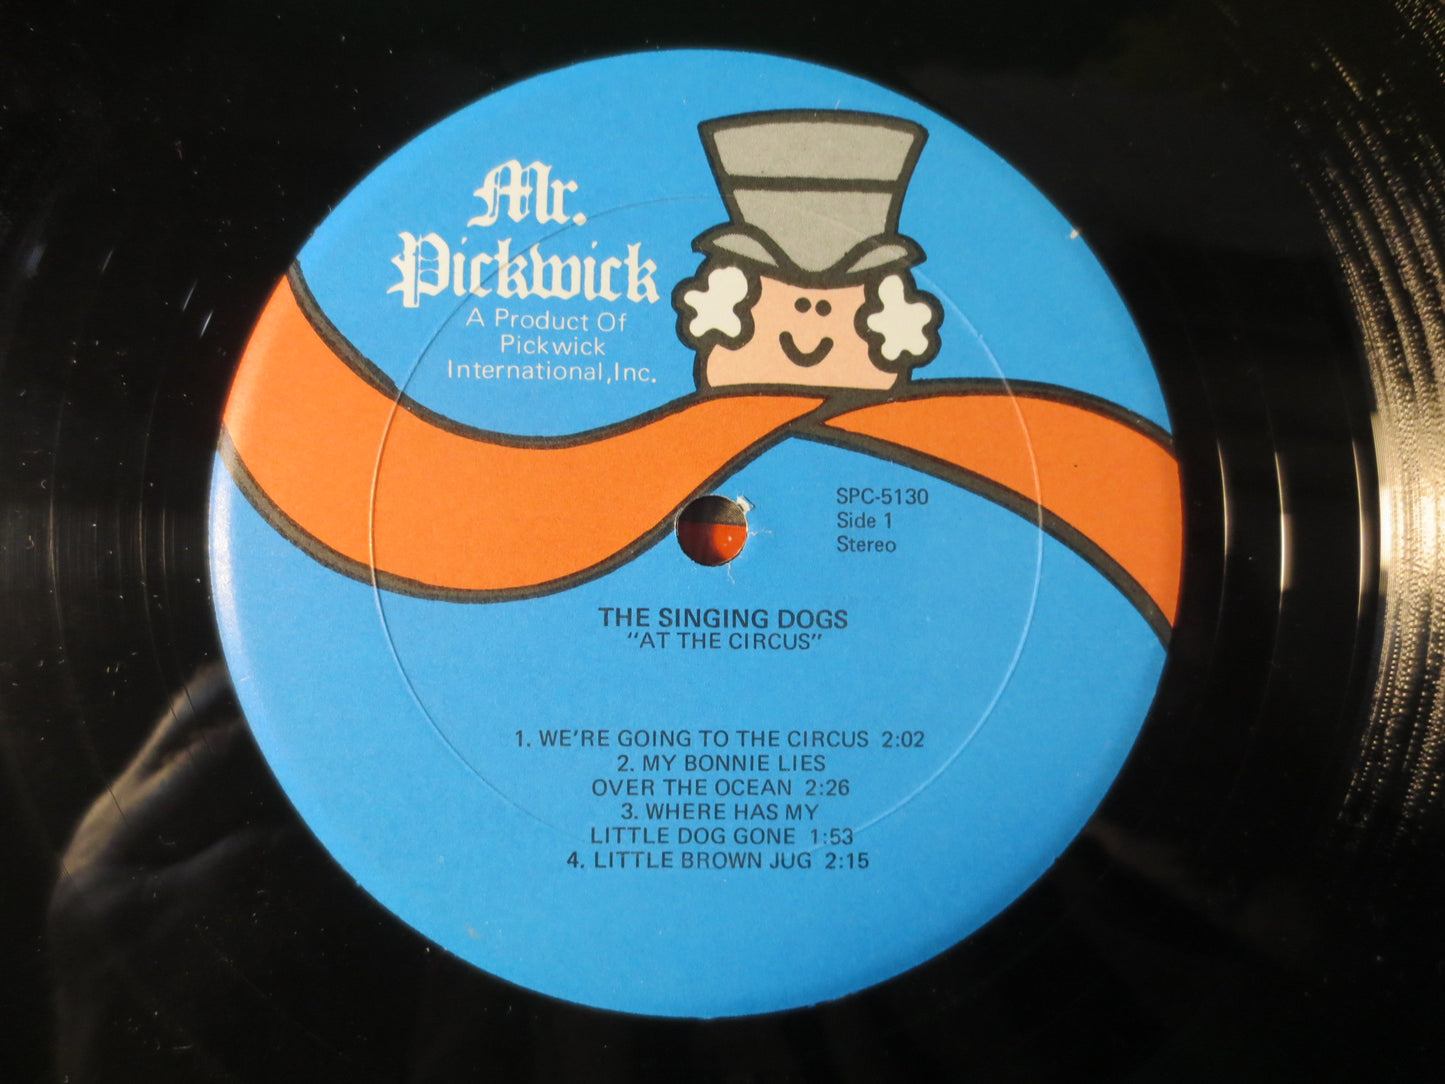 Mr.
Pickwick
A Product Of
Pickwick
International,Inc.
SPC-5130
Side 1
Stereo
THE SINGING DOGS
"AT THE CIRCUS"
1. WE'RE GOING TO THE CIRCUS 2:02
2. MY BONNIE LIES
OVER THE OCEAN 2:26
3. WHERE HAS MY
LITTLE DOG GONE 1:53
4. LITTLE BROWN JUG 2:15